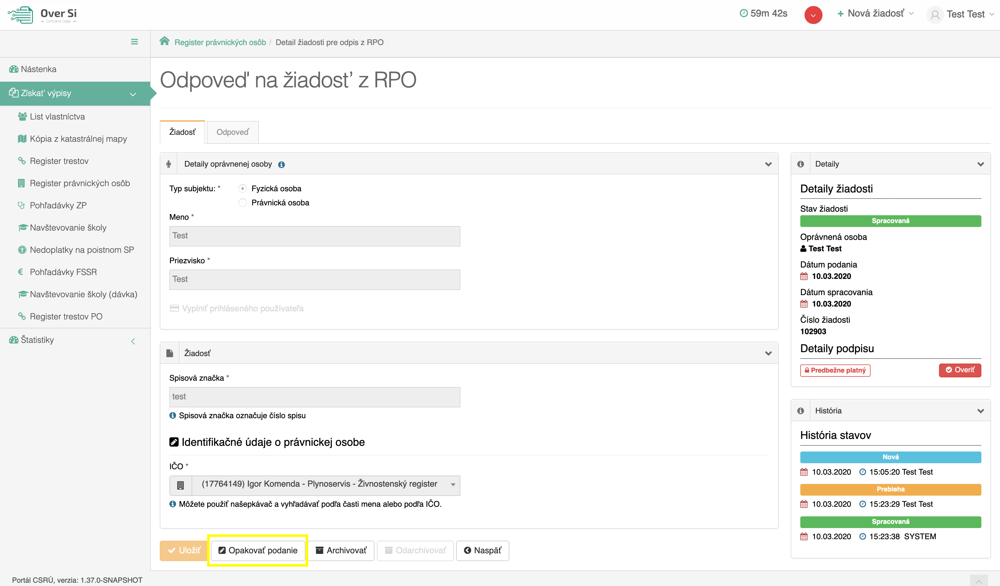 Over Si
Centrálne údaje
59m 42s
Nová žiadosť
Test Test
Register právnických osôb / Detail žiadosti pre odpis z RPO
Nástenka
Získať výpisy
List vlastníctva
Kópia z katastrálnej mapy
Register trestov
Register právnických osôb
Pohľadávky ZP
Navštevovanie školy
Nedoplatky na poistnom SP
Pohľadávky FSSR
Navštevovanie školy (dávka)
Register trestov PO
Štatistiky
Odpoveď na žiadosť z RPO
Žiadosť
Odpoveď
Detaily oprávnenej osoby
Typ subjektu: *
Fyzická osoba
Právnická osoba
Meno *
Test
Priezvisko *
Test
Vyplniť prihláseného používateľa
Žiadosť
Spisová značka *
test
Spisová značka označuje číslo spisu
Identifikačné údaje o právnickej osobe
IČO *
(17764149) Igor Komenda - Plynoservis - Živnostenský register
Môžete použiť našepkávač a vyhľadávať podľa časti mena alebo podľa IČO.
Uložiť
Opakovať podanie
Archivovať
Odarchivovať
Naspäť
Detaily
Detaily žiadosti
Stav žiadosti
Spracovaná
Oprávnená osoba
Test Test
Dátum podania
10.03.2020
Dátum spracovania
10.03.2020
Číslo žiadosti
102903
Detaily podpisu
Predbežne platný
Overiť
História
História stavov
Nová
10.03.2020 15:05:20 Test Test
Prebieha
10.03.2020 15:23:29 Test Test
Spracovaná
10.03.2020 15:23:38 SYSTEM
Portál CSRÚ, verzia: 1.37.0-SNAPSHOT